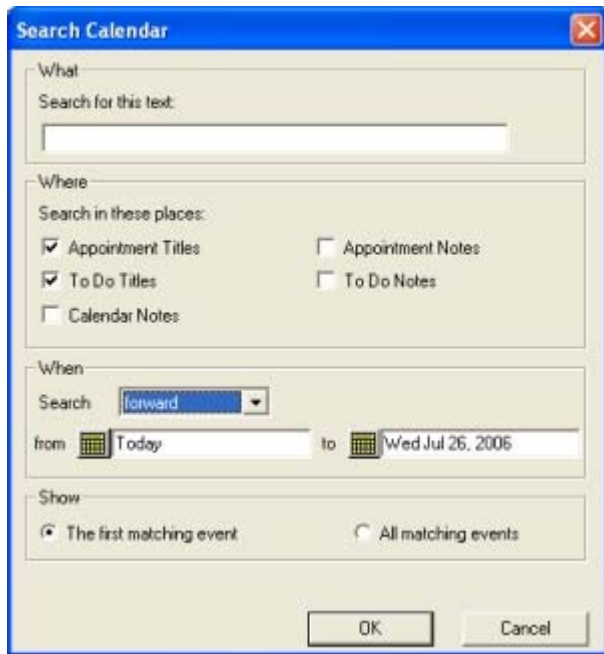 Search Calendar
What
Search for this text:
Where
Search in these places:
Appointment Titles Appointment Notes
To Do Titles To Do Notes
Calendar Notes
When
Search forward
from Today to Wed Jul 26, 2006
Show
The first matching event All matching events
OK Cancel